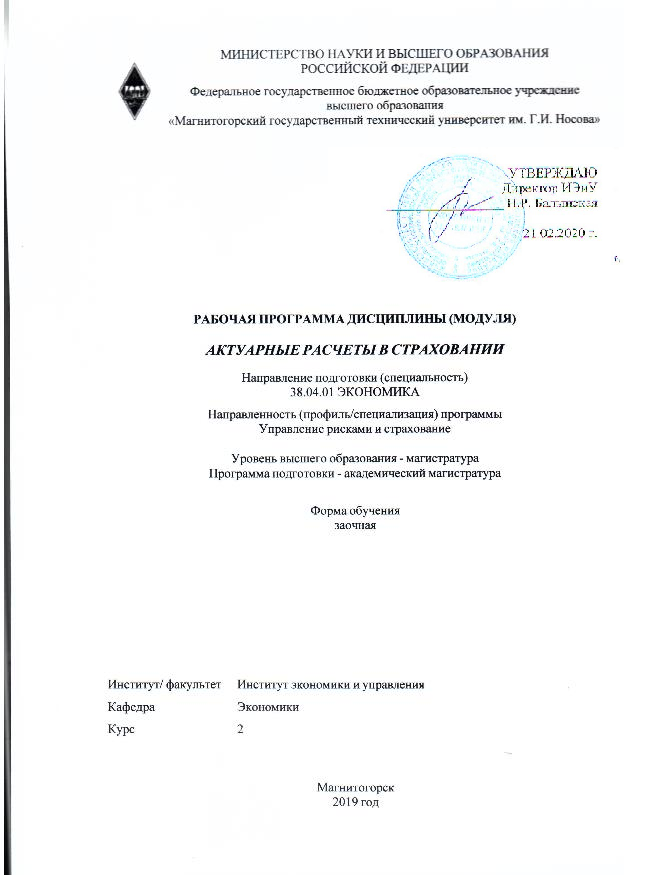 МИНИСТЕРСТВО НАУКИ И ВЫСШЕГО ОБРАЗОВАНИЯ
РОССИЙСКОЙ ФЕДЕРАЦИИ
Федеральное государственное бюджетное образовательное учреждение
высшего образования
«Магнитогорский государственный технический университет им. Г.И. Носова»
УТВЕРЖДАЮ
Директор ИЭиУ
Н.Р. Балынская
21.02.2020 г.
РАБОЧАЯ ПРОГРАММА ДИСЦИПЛИНЫ (МОДУЛЯ)
АКТУАРНЫЕ РАСЧЕТЫ В СТРАХОВАНИИ
Направление подготовки (специальность)
38.04.01 ЭКОНОМИКА
Направленность (профиль/специализация) программы
Управление рисками и страхование
Уровень высшего образования - магистратура
Программа подготовки - академический магистратура
Форма обучения
заочная
Институт/ факультет Институт экономики и управления
Кафедра Экономики
Курс 2
Магнитогорск
2019 год